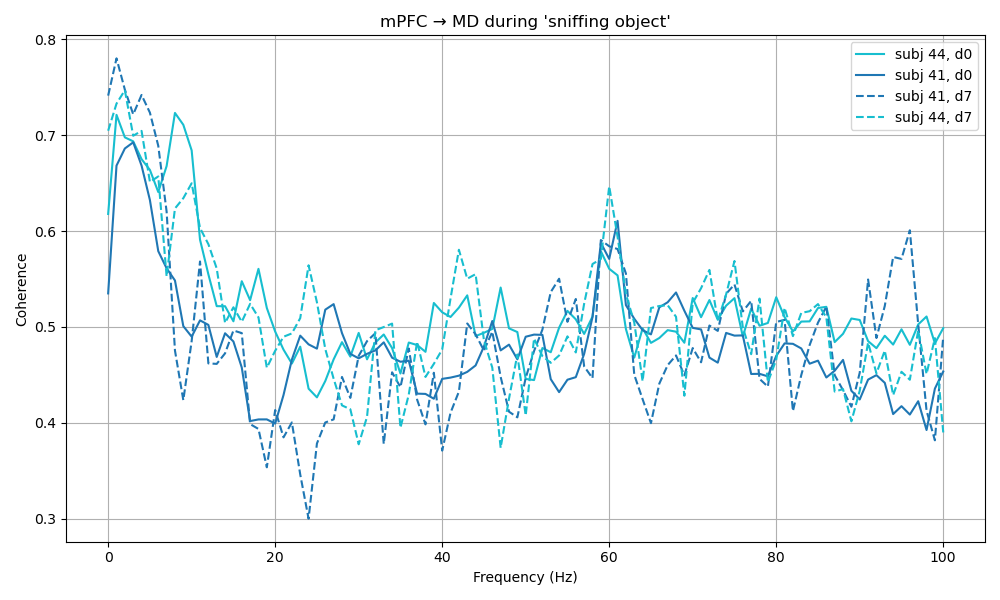 mPFC → MD during 'sniffing object'
subj 44, d0
subj 41, d0
subj 41, d7
subj 44, d7
Coherence
0.8
0.7
0.6
0.5
0.4
0.3
0 20 40 60 80 100
Frequency (Hz)